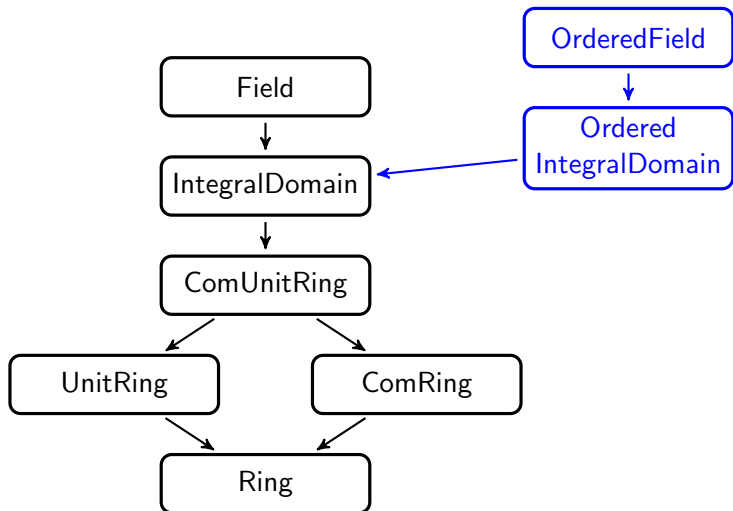 OrderedField
Field
Ordered
IntegralDomain
IntegralDomain
ComUnitRing
UnitRing
ComRing
Ring